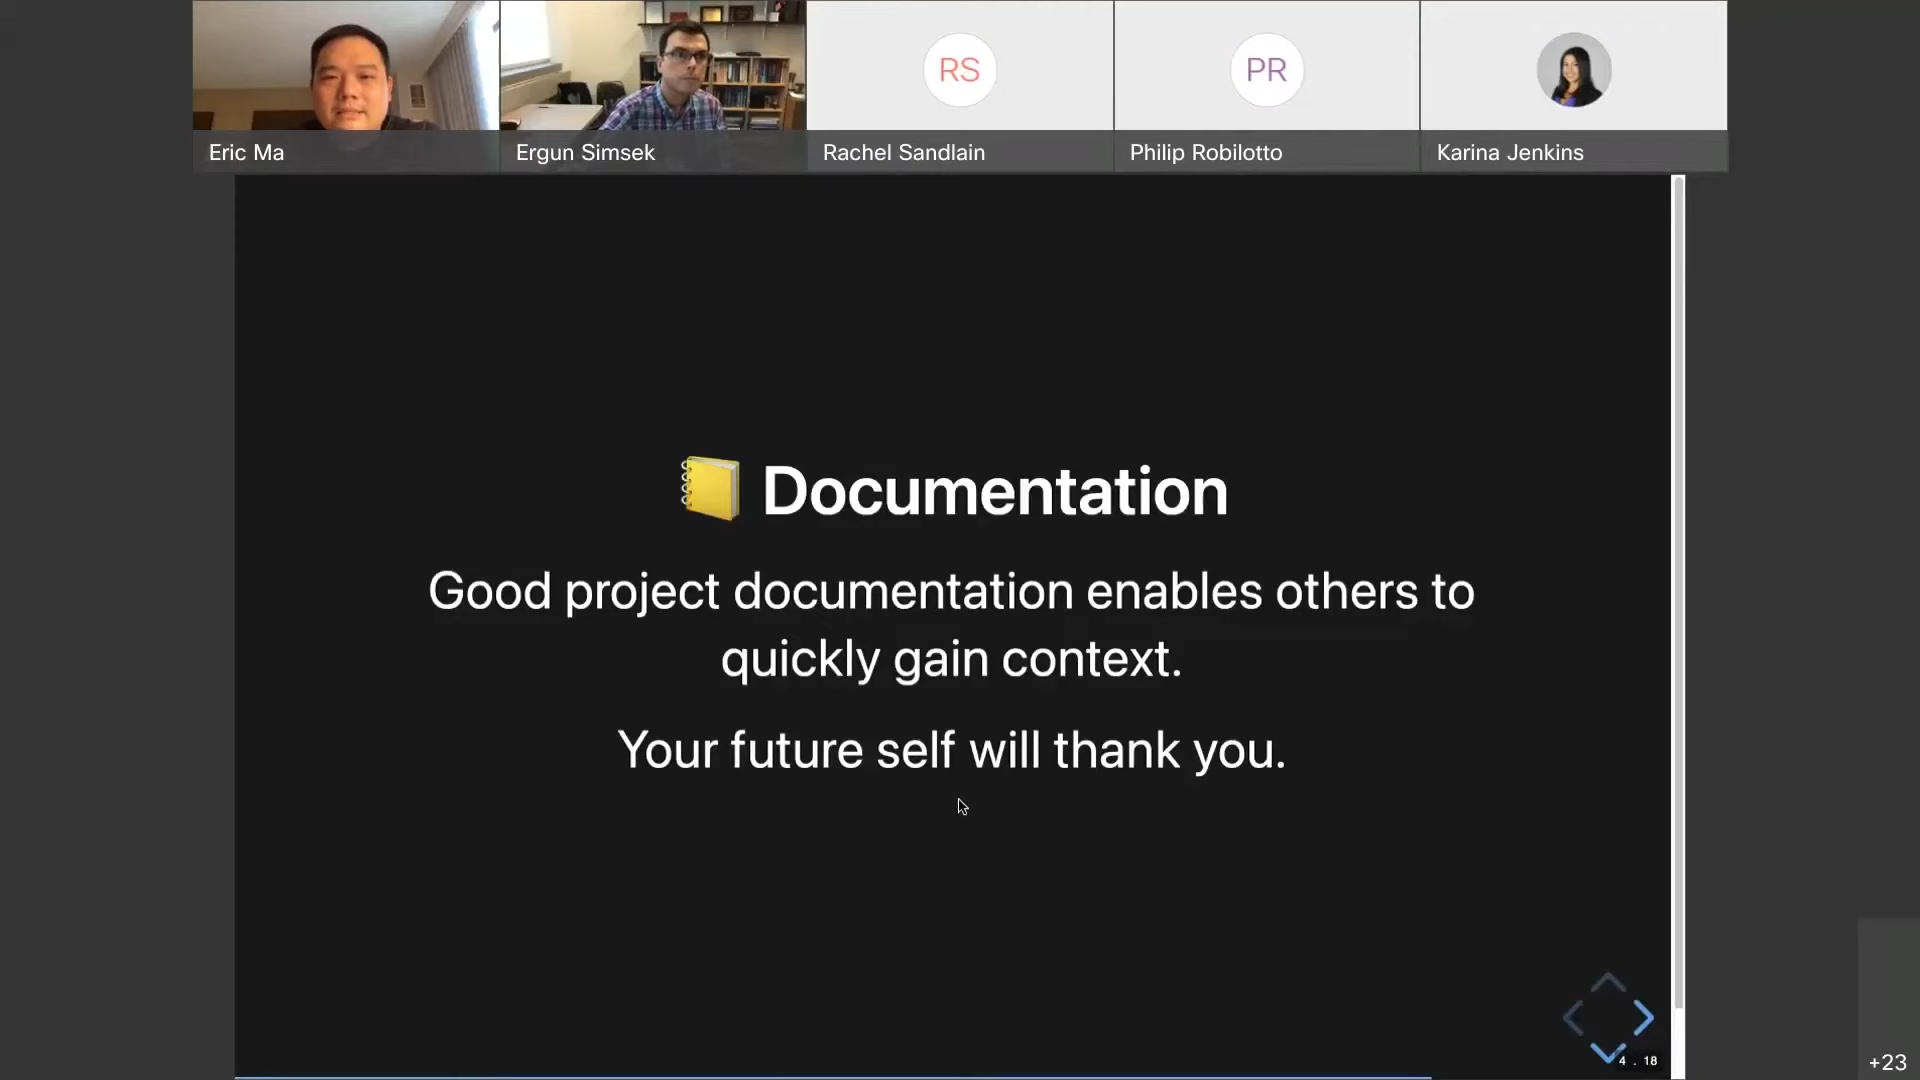 RS
PR
Eric Ma
Ergun Simsek
Rachel Sandlain
Philip Robilotto
Karina Jenkins
Documentation
Good project documentation enables others to
quickly gain context.
Your future self will thank you.
4 . 18
+23